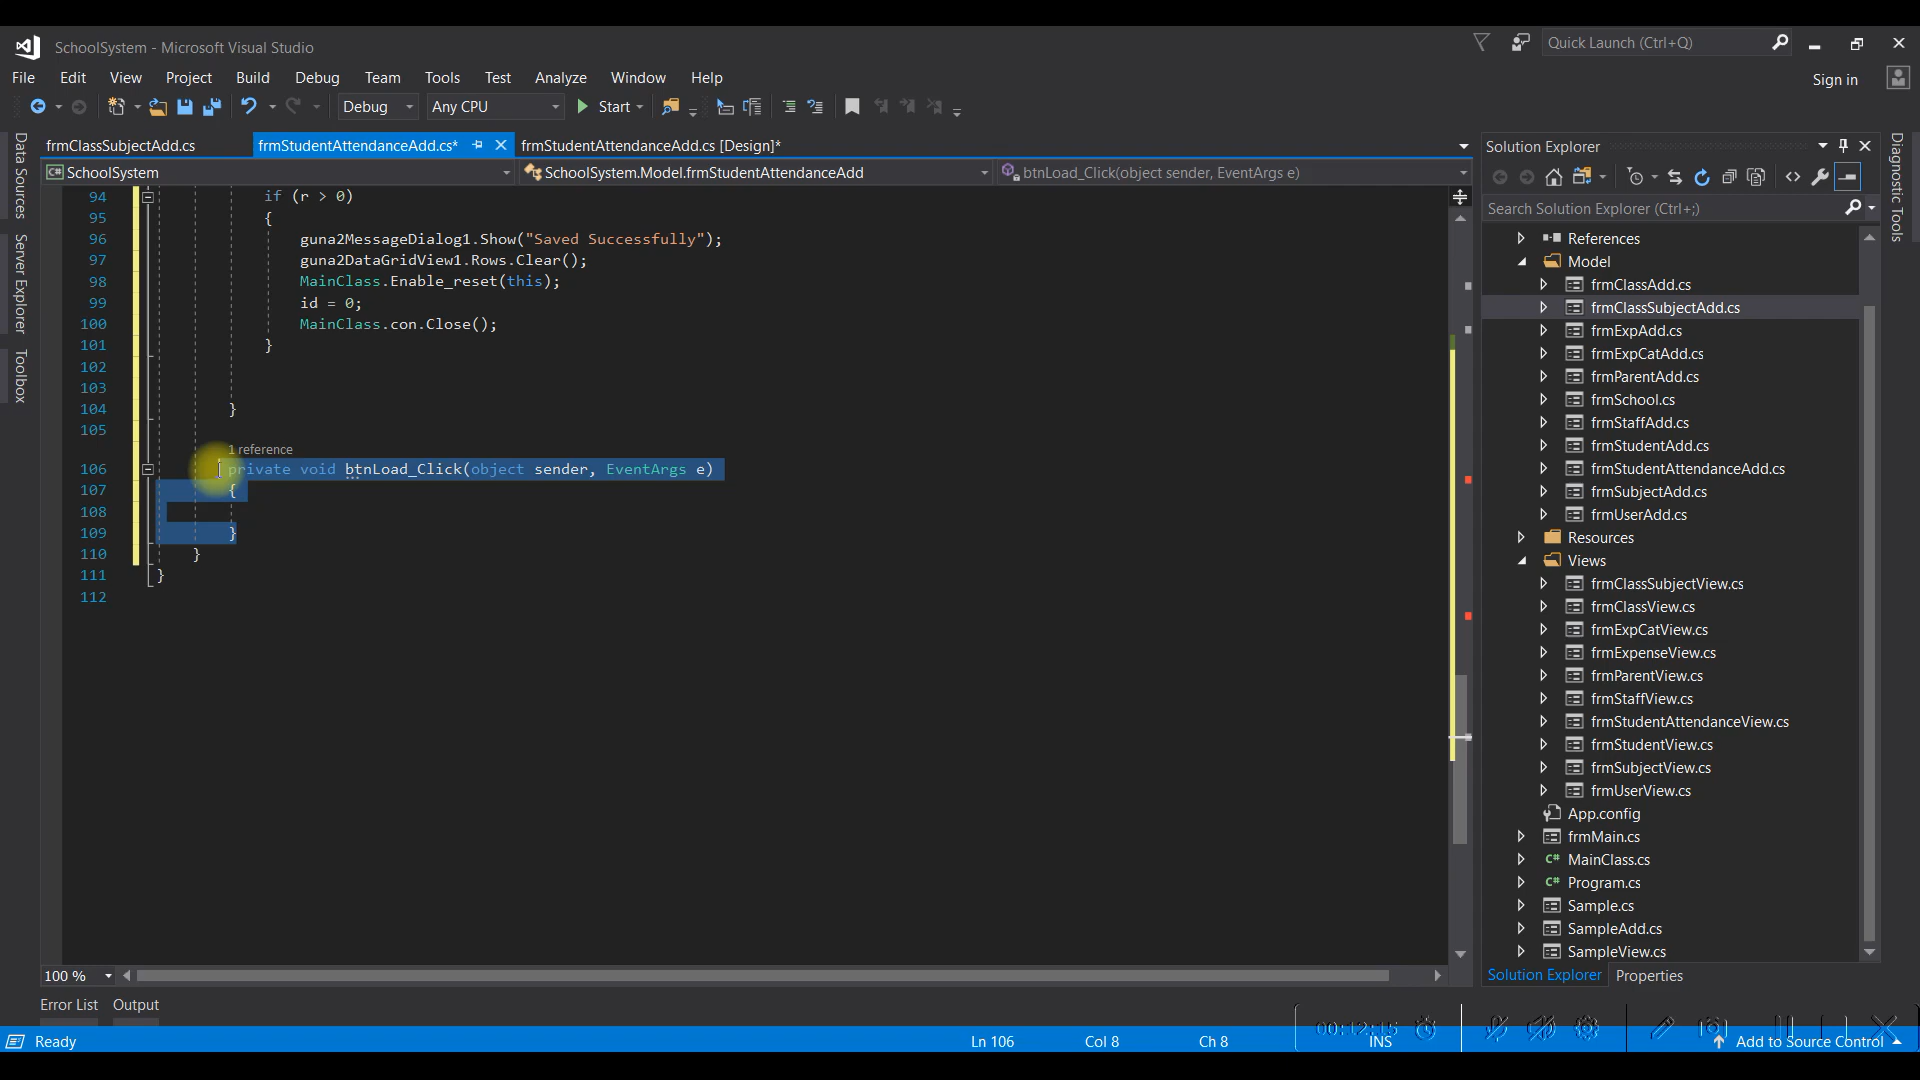 SchoolSystem - Microsoft Visual Studio
Quick Launch (Ctrl+Q)
File Edit View Project Build Debug Team Tools Test Analyze Window Help
Sign in
Debug Any CPU Start
frmClassSubjectAdd.cs frmStudentAttendanceAdd.cs* frmStudentAttendanceAdd.cs [Design]*
SchoolSystem SchoolSystem.Model.frmStudentAttendanceAdd btnLoad_Click(object sender, EventArgs e)
Data Sources
Server Explorer
Toolbox
94 if (r > 0)
95 {
96 guna2MessageDialog1.Show("Saved Successfully");
97 guna2DataGridView1.Rows.Clear();
98 MainClass.Enable_reset(this);
99 id = 0;
100 MainClass.con.Close();
101 }
102
103
104 }
105
1 reference
106 private void btnLoad_Click(object sender, EventArgs e)
107 {
108
109 }
110 }
111 }
112
100 %
Error List Output
Ready Ln 106 Col 8 Ch 8 INS Add to Source Control
00:12:15
Solution Explorer
Search Solution Explorer (Ctrl+;)
References
Model
frmClassAdd.cs
frmClassSubjectAdd.cs
frmExpAdd.cs
frmExpCatAdd.cs
frmParentAdd.cs
frmSchool.cs
frmStaffAdd.cs
frmStudentAdd.cs
frmStudentAttendanceAdd.cs
frmSubjectAdd.cs
frmUserAdd.cs
Resources
Views
frmClassSubjectView.cs
frmClassView.cs
frmExpCatView.cs
frmExpenseView.cs
frmParentView.cs
frmStaffView.cs
frmStudentAttendanceView.cs
frmStudentView.cs
frmSubjectView.cs
frmUserView.cs
App.config
frmMain.cs
C# MainClass.cs
C# Program.cs
Sample.cs
SampleAdd.cs
SampleView.cs
Solution Explorer Properties
Diagnostic Tools